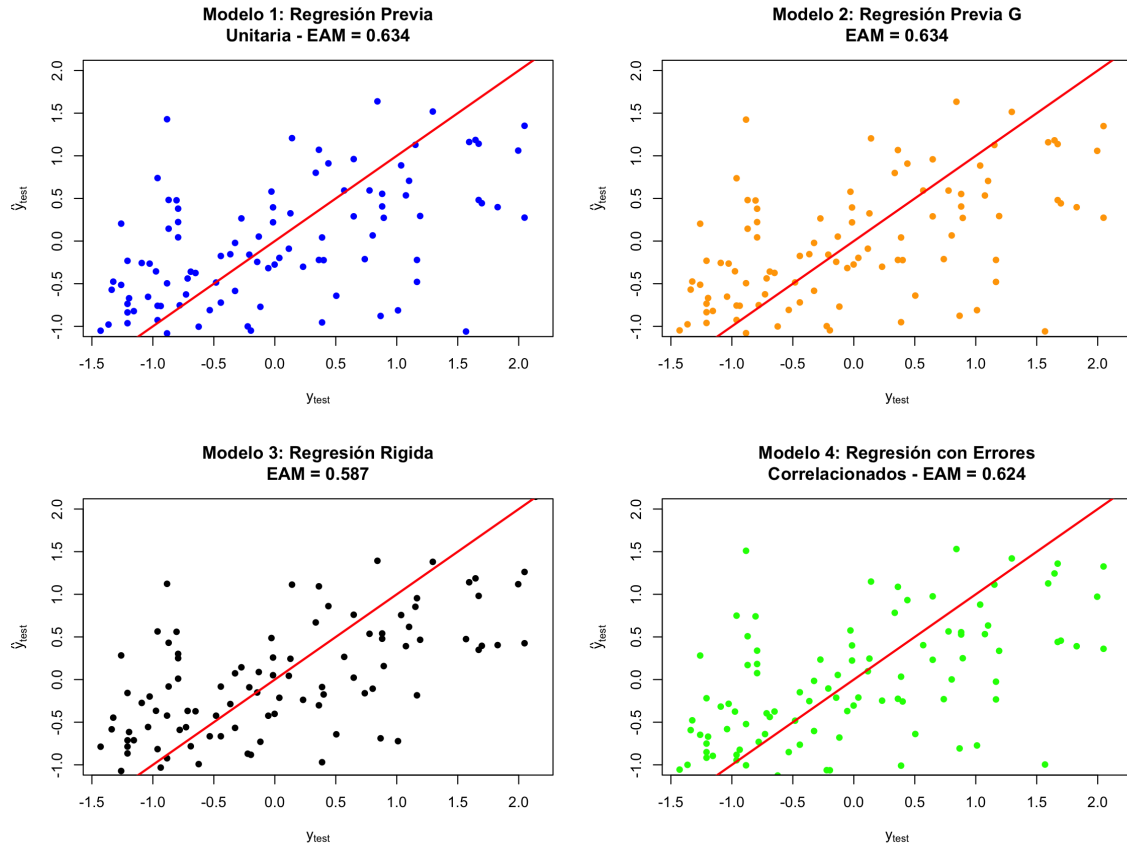 Modelo 1: Regresión Previa
Unitaria - EAM = 0.634
2.0
1.5
1.0
0.5
0.0
-0.5
-1.0
ŷtest
-1.5 -1.0 -0.5 0.0 0.5 1.0 1.5 2.0
ytest
Modelo 2: Regresión Previa G
EAM = 0.634
2.0
1.5
1.0
0.5
0.0
-0.5
-1.0
ŷtest
-1.5 -1.0 -0.5 0.0 0.5 1.0 1.5 2.0
ytest
Modelo 3: Regresión Rigida
EAM = 0.587
2.0
1.5
1.0
0.5
0.0
-0.5
-1.0
ŷtest
-1.5 -1.0 -0.5 0.0 0.5 1.0 1.5 2.0
ytest
Modelo 4: Regresión con Errores
Correlacionados - EAM = 0.624
2.0
1.5
1.0
0.5
0.0
-0.5
-1.0
ŷtest
-1.5 -1.0 -0.5 0.0 0.5 1.0 1.5 2.0
ytest